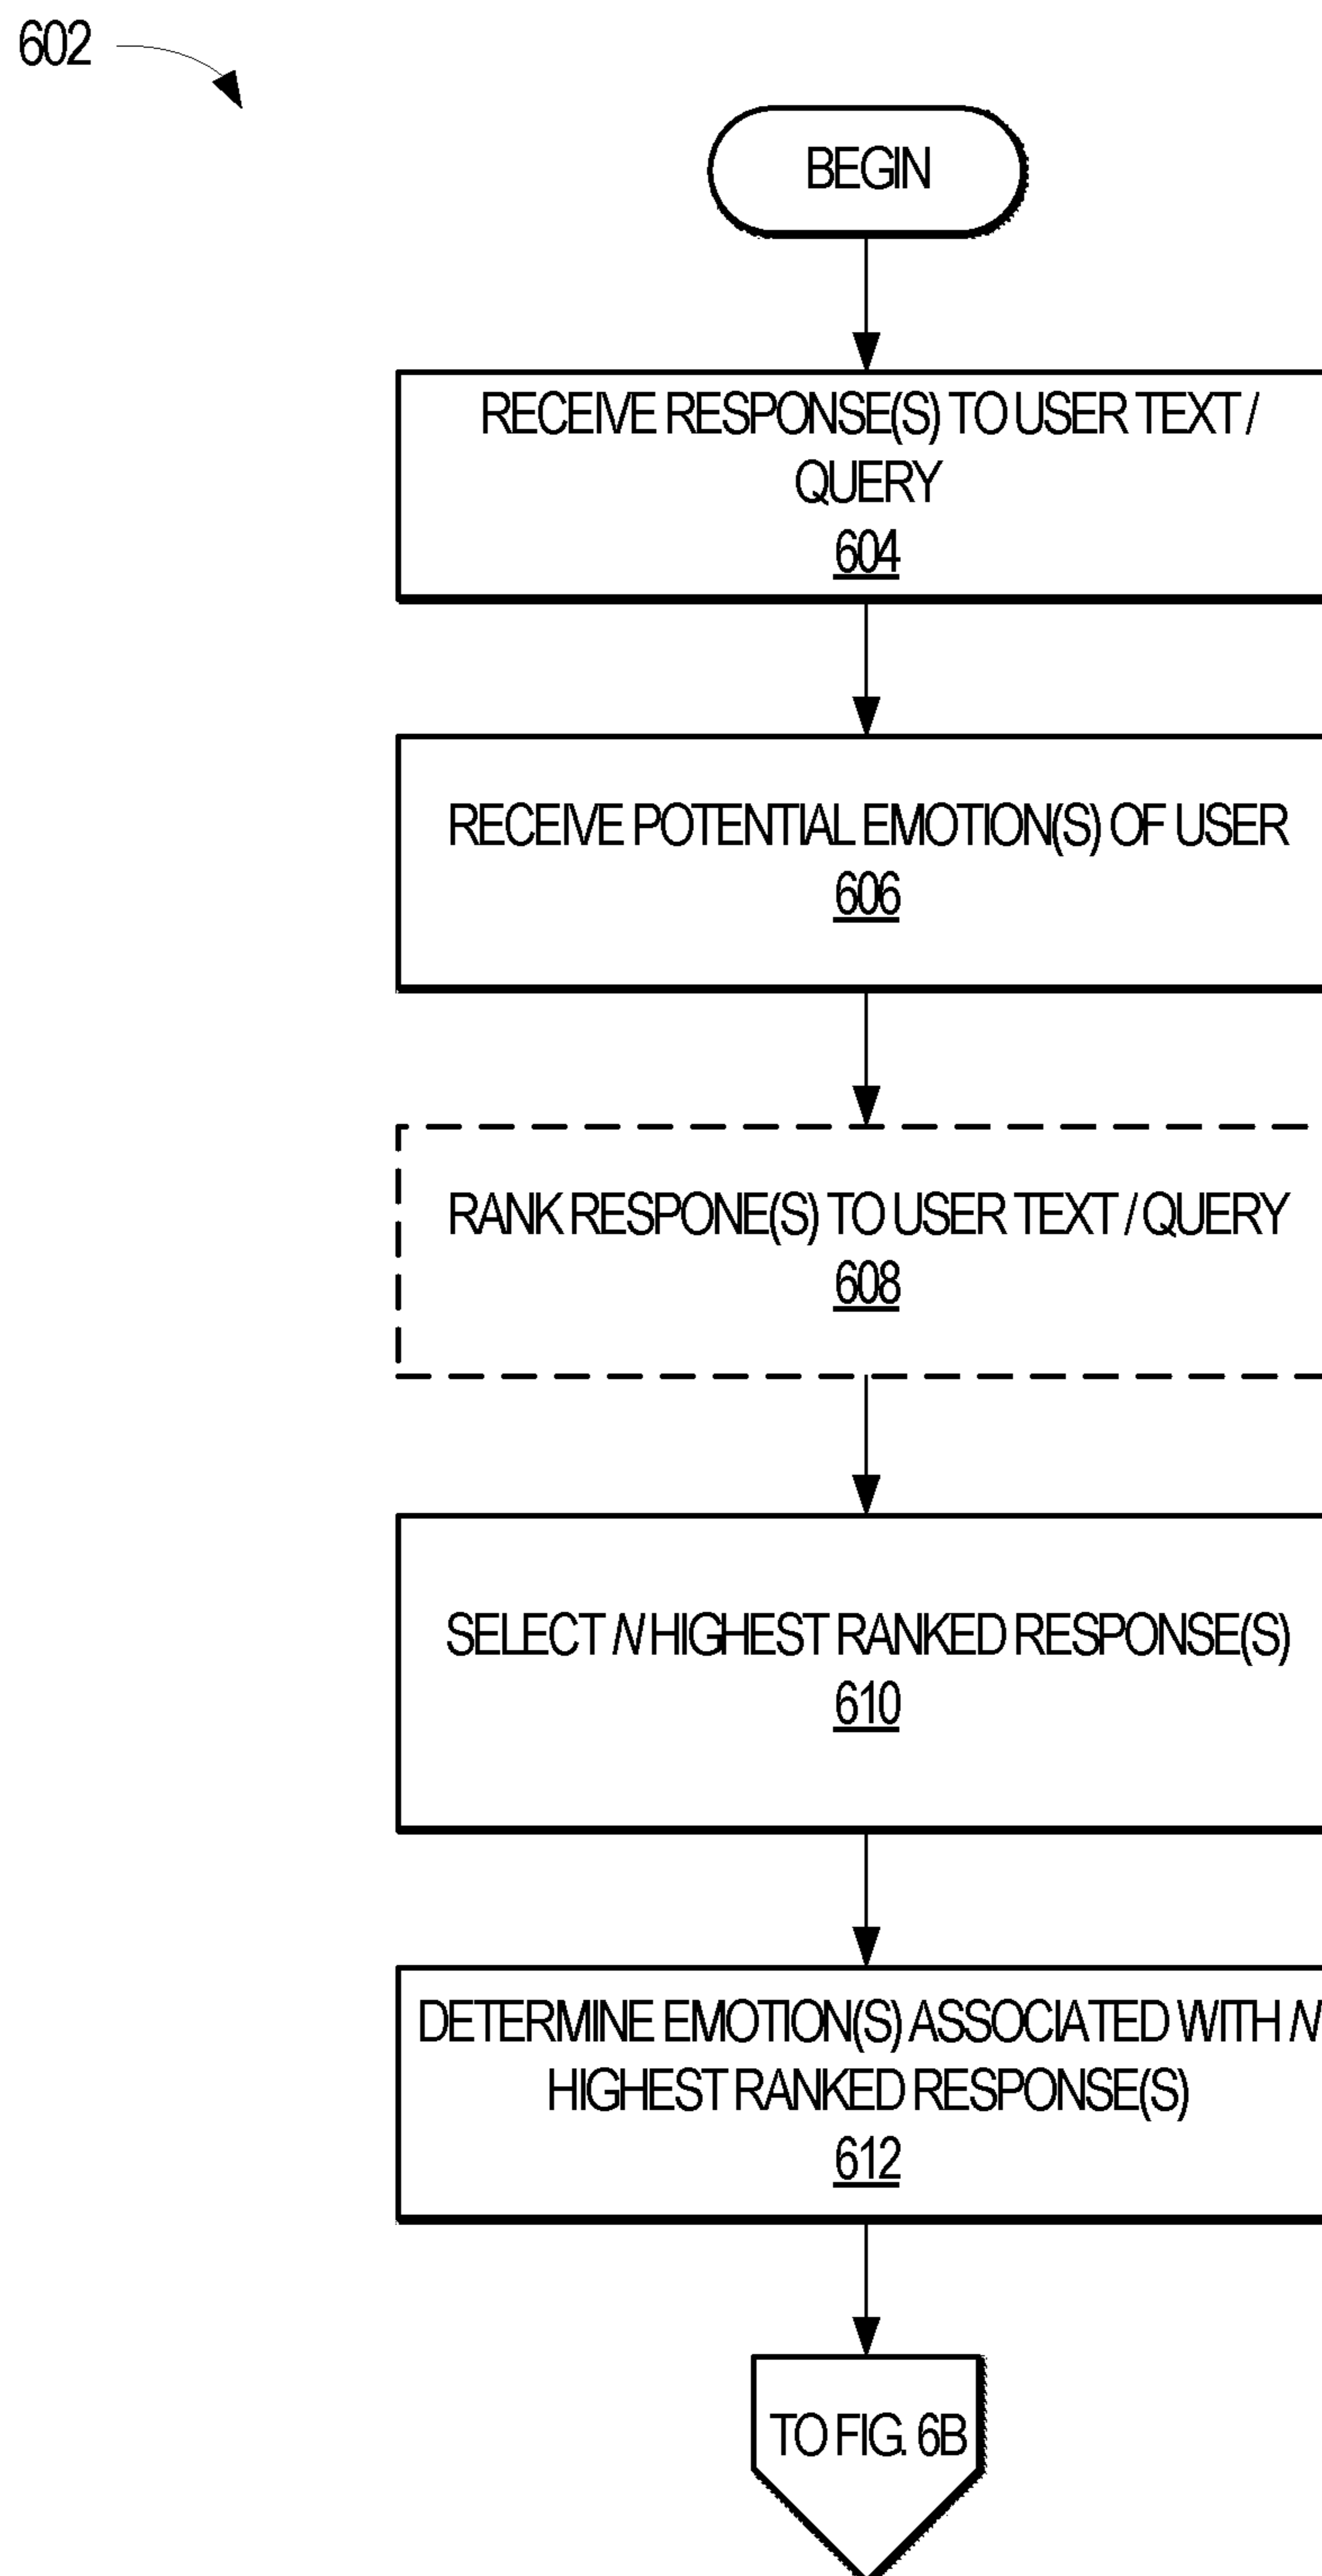 602
BEGIN
RECEIVE RESPONSE(S) TO USER TEXT /
QUERY
604
RECEIVE POTENTIAL EMOTION(S) OF USER
606
RANK RESPONE(S) TO USER TEXT / QUERY
608
SELECT N HIGHEST RANKED RESPONSE(S)
610
DETERMINE EMOTION(S) ASSOCIATED WITH N
HIGHEST RANKED RESPONSE(S)
612
TO FIG. 6B